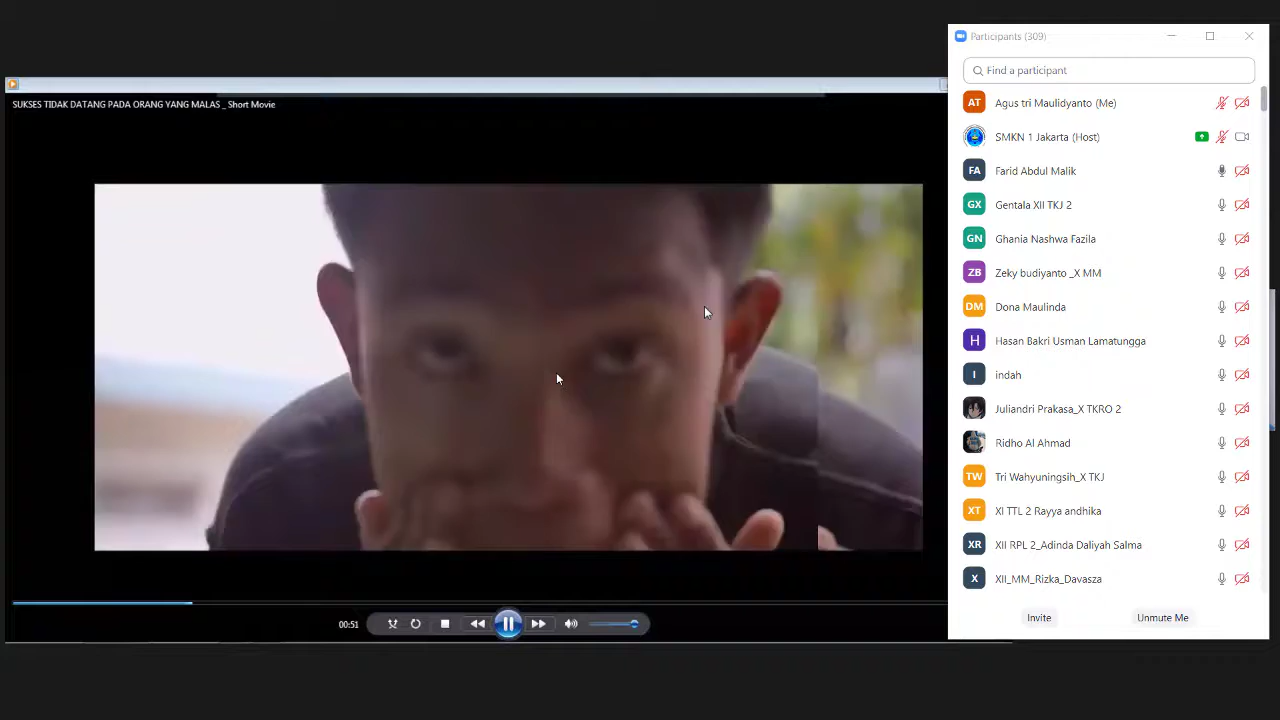 SUKSES TIDAK DATANG PADA ORANG YANG MALAS _ Short Movie
00:51
Participants (309)
Find a participant
AT Agus tri Maulidyanto (Me)
SMKN 1 Jakarta (Host)
FA Farid Abdul Malik
GX Gentala XII TKJ 2
GN Ghania Nashwa Fazila
ZB Zeky budiyanto _X MM
DM Dona Maulinda
H Hasan Bakri Usman Lamatungga
I indah
Juliandri Prakasa_X TKRO 2
Ridho Al Ahmad
TW Tri Wahyuningsih_X TKJ
XT XI TTL 2 Rayya andhika
XR XII RPL 2_Adinda Daliyah Salma
X XII_MM_Rizka_Davasza
Invite Unmute Me